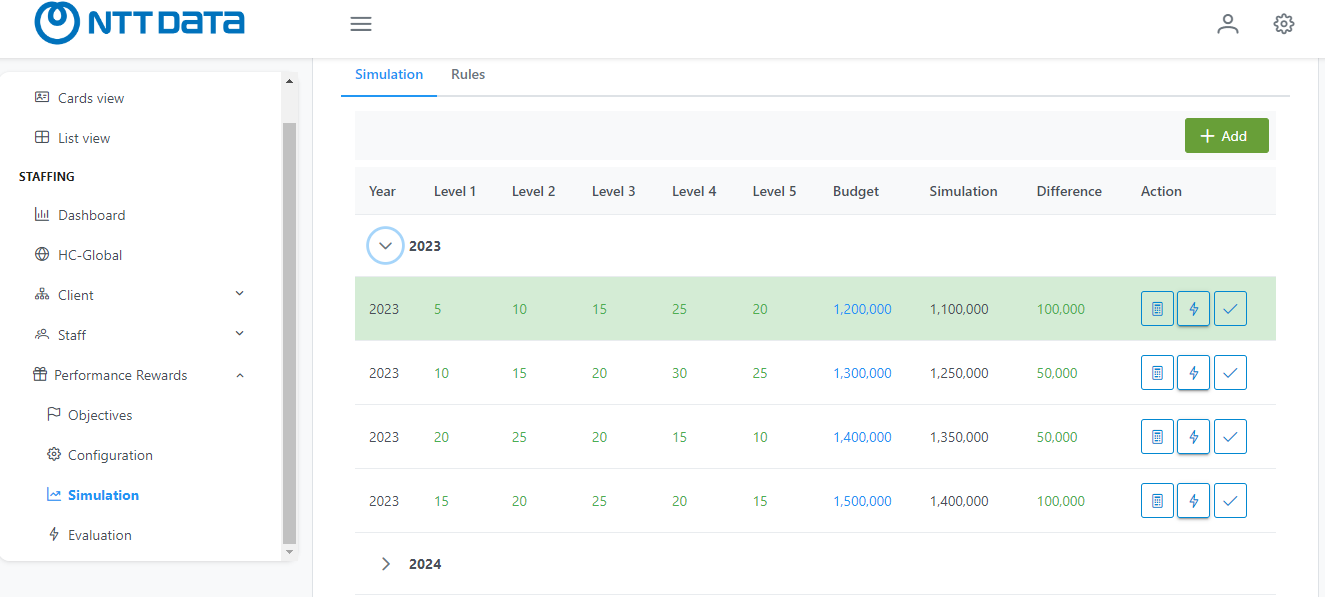 NTT DATA
Cards view
List view
STAFFING
Dashboard
HC-Global
Client
Staff
Performance Rewards
Objectives
Configuration
Simulation
Evaluation
Simulation Rules
+ Add
Year Level 1 Level 2 Level 3 Level 4 Level 5 Budget Simulation Difference Action
2023
2023 5 10 15 25 20 1,200,000 1,100,000 100,000
2023 10 15 20 30 25 1,300,000 1,250,000 50,000
2023 20 25 20 15 10 1,400,000 1,350,000 50,000
2023 15 20 25 20 15 1,500,000 1,400,000 100,000
2024